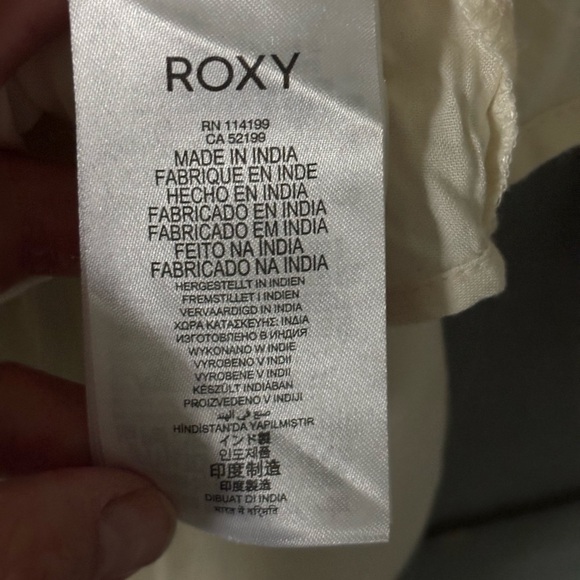 ROXY
RN 114199
CA 52199
MADE IN INDIA
FABRIQUE EN INDE
HECHO EN INDIA
FABRICADO EN INDIA
FABRICADO EM INDIA
FEITO NA INDIA
FABRICADO NA INDIA
HERGESTELLT IN INDIEN
FREMSTILLET I INDIEN
VERVAARDIGD IN INDIA
ΧΩΡΑ ΚΑΤΑΣΚΕΥΗΣ: ΙΝΔΙΑ
ИЗГОТОВЛЕНО В ИНДИЯ
WYKONANO W INDIE
VYROBENO V INDII
VYROBENE V INDII
KÉSZÜLT INDIÁBAN
PROIZVEDENO V INDIJI
صنع في الهند
HİNDİSTAN'DA YAPILMIŞTIR
インド製
인도제품
印度制造
印度製造
DIBUAT DI INDIA
भारत में